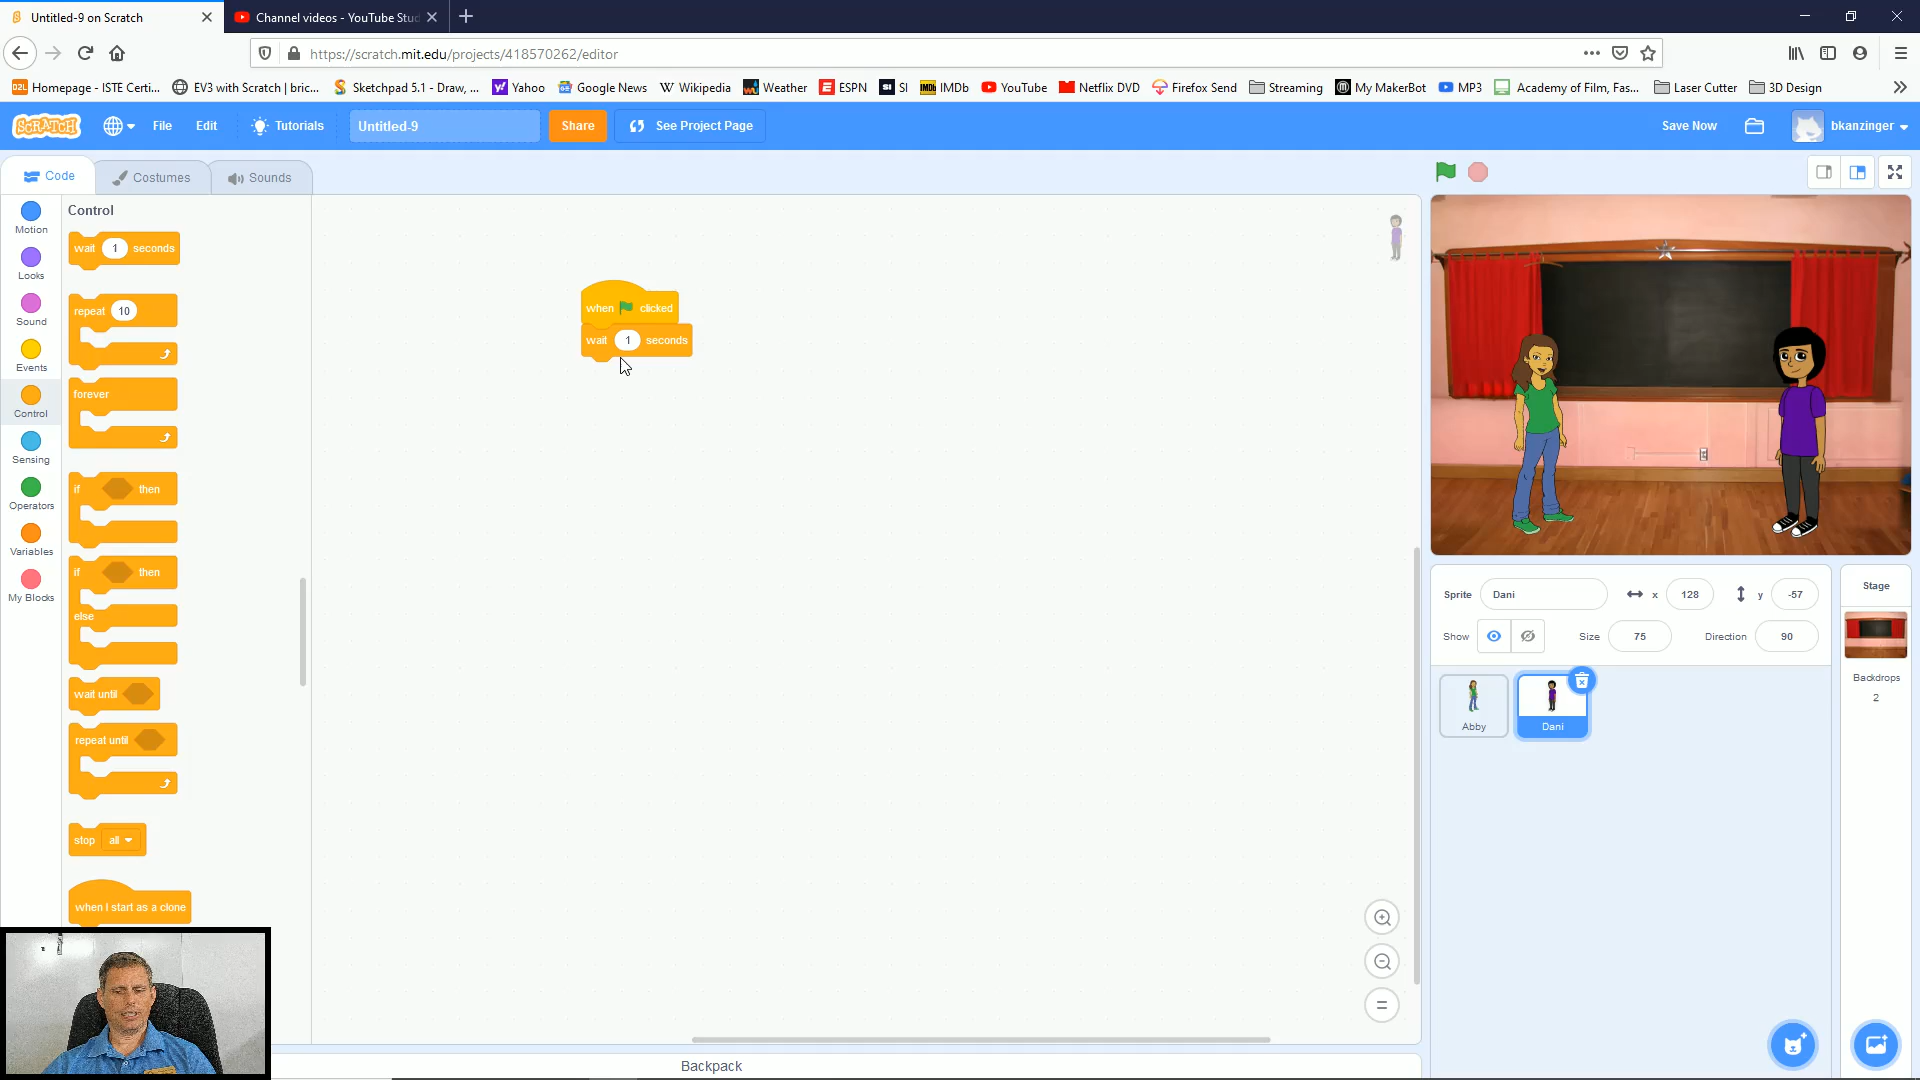 Untitled-9 on Scratch
Channel videos - YouTube Stud
https://scratch.mit.edu/projects/418570262/editor
D2L Homepage - ISTE Certi... EV3 with Scratch | bric... Sketchpad 5.1 - Draw, ... Yahoo Google News Wikipedia Weather ESPN SI SI IMDb IMDb YouTube Netflix DVD Firefox Send Streaming My MakerBot MP3 Academy of Film, Fas... Laser Cutter 3D Design
SCRATCH File Edit Tutorials Untitled-9 Share See Project Page Save Now bkanzinger
Code Costumes Sounds
Motion
Looks
Sound
Events
Control
Sensing
Operators
Variables
My Blocks
Control
wait 1 seconds
repeat 10
forever
if then
if then
else
wait until
repeat until
stop all
when I start as a clone
when clicked
wait 1 seconds
Sprite Dani x 128 y -57
Show Size 75 Direction 90
Abby
Dani
Stage
Backdrops
2
Backpack